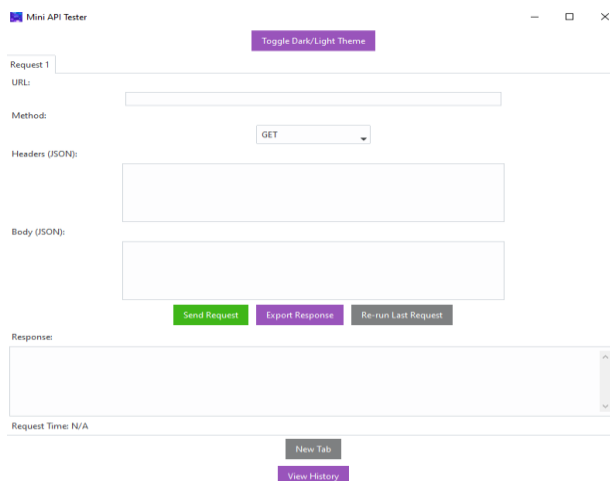 Mini API Tester
Toggle Dark/Light Theme
Request 1
URL:
Method:
GET
Headers (JSON):
Body (JSON):
Send Request Export Response Re-run Last Request
Response:
Request Time: N/A
New Tab
View History